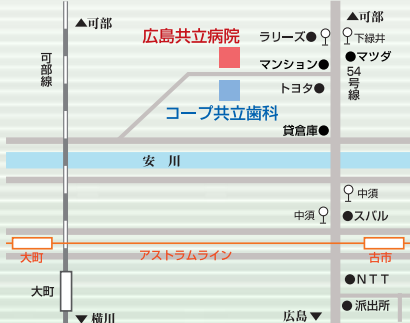 ▲可部
▲可部
広島共立病院
ラリーズ●
下緑井
可部線
マンション●
●マツダ
トヨタ●
54号線
コープ共立歯科
貸倉庫●
安 川
中須
中須
●スパル
大町
アストラムライン
古市
●NTT
大町
●派出所
▼横川
広島▼